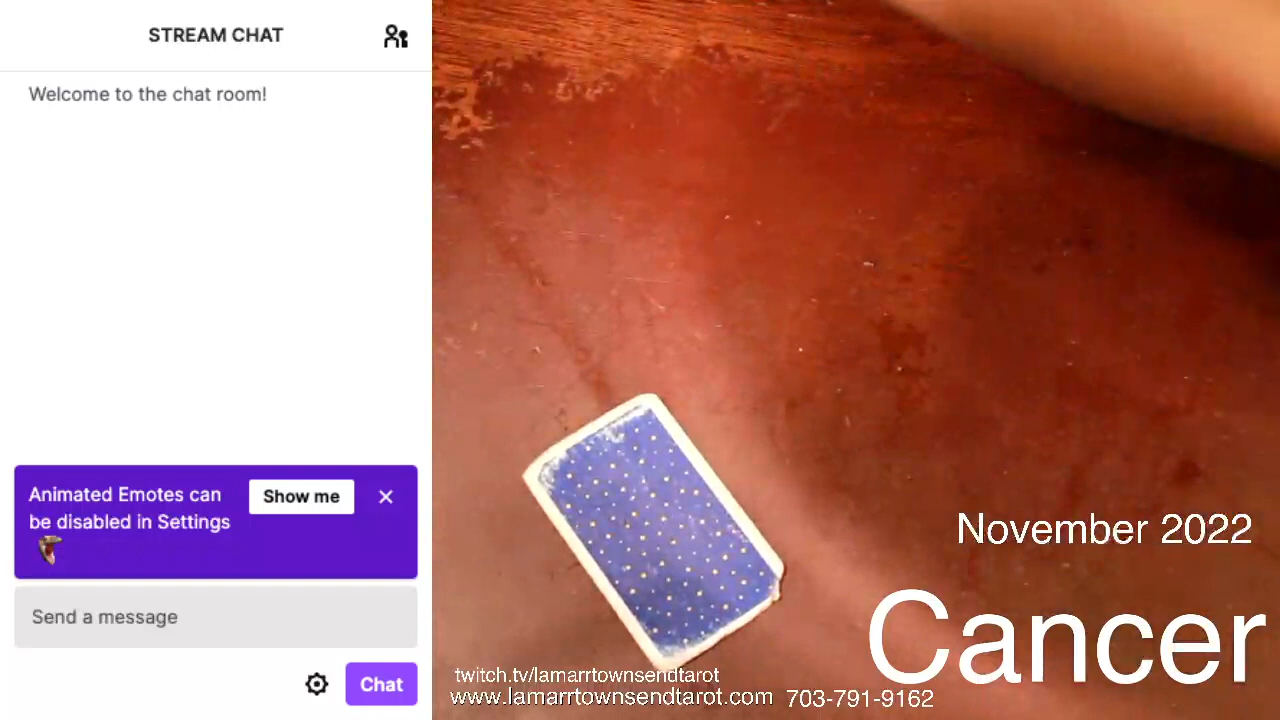 STREAM CHAT
Welcome to the chat room!
Animated Emotes can
be disabled in Settings
Show me
Send a message
Chat
November 2022
Cancer
twitch.tv/lamarrtownsendtarot
www.lamarrtownsendtarot.com 703-791-9162